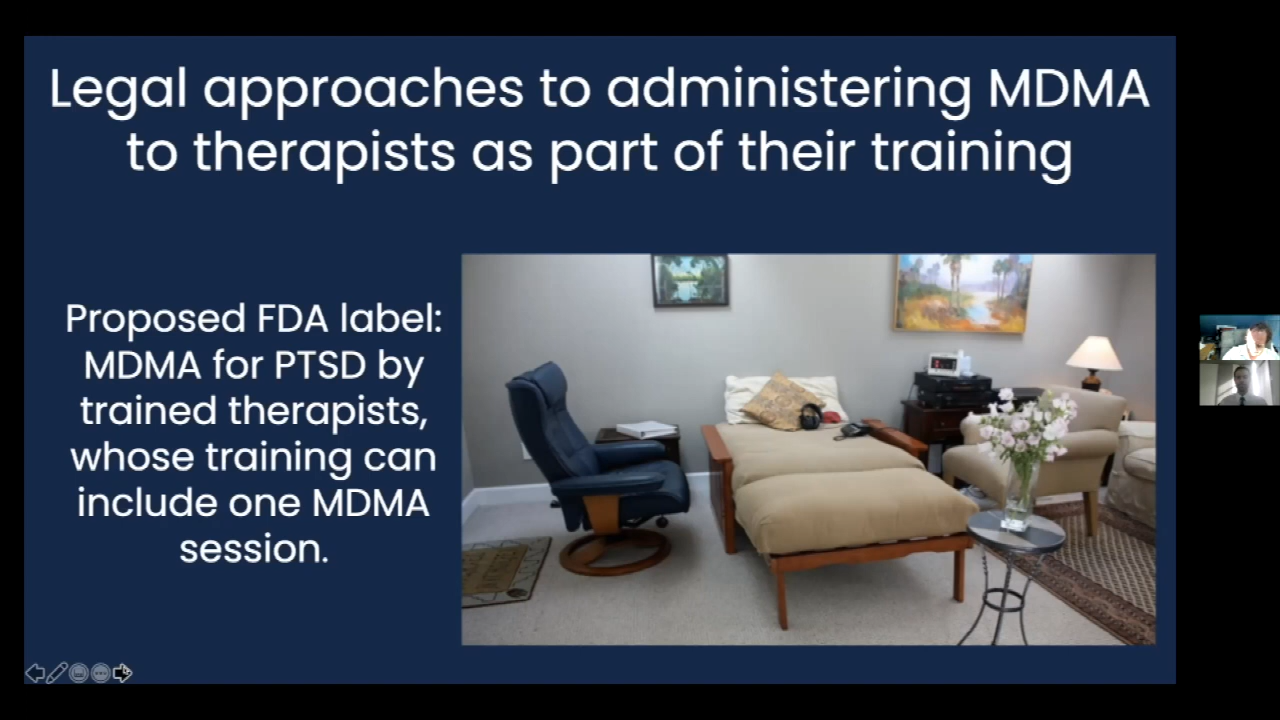 Legal approaches to administering MDMA
to therapists as part of their training
Proposed FDA label:
MDMA for PTSD by
trained therapists,
whose training can
include one MDMA
session.